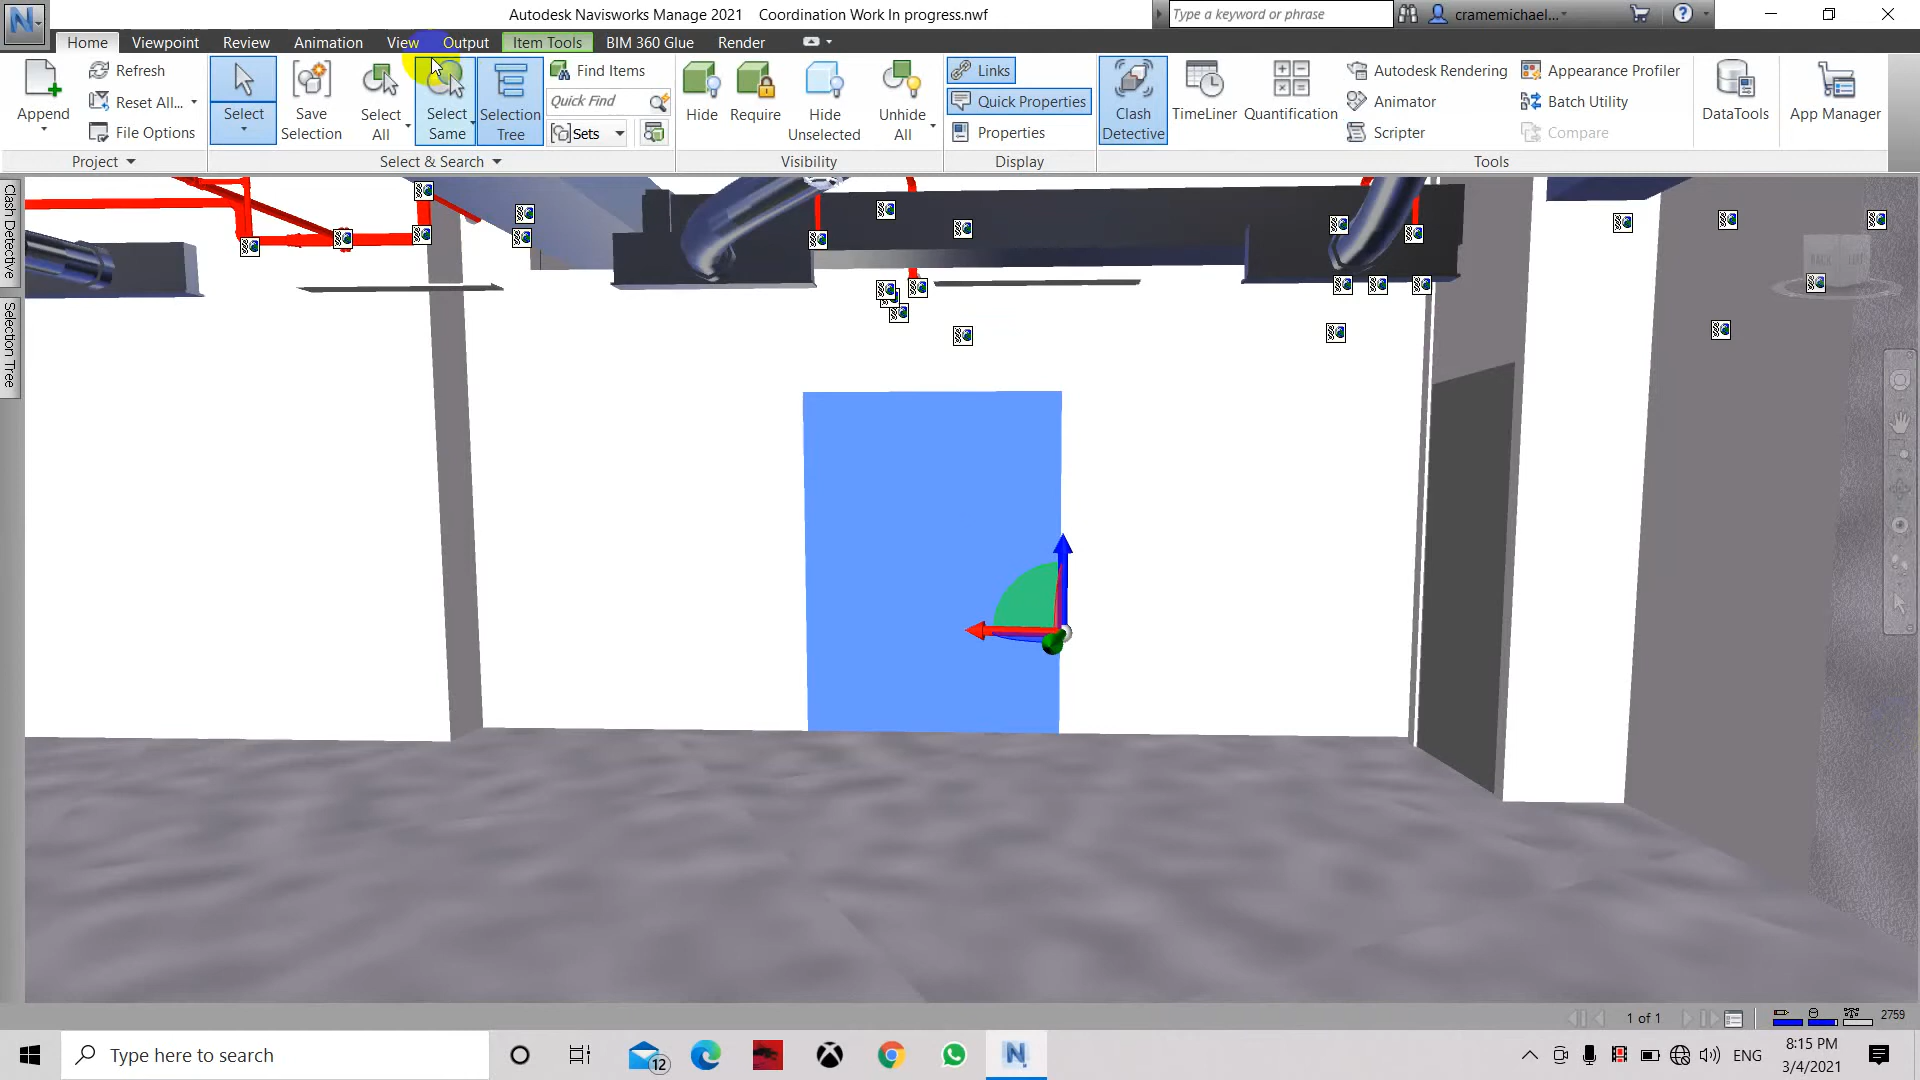 Autodesk Navisworks Manage 2021 Coordination Work In progress.nwf
Type a keyword or phrase
cramemichael...
Home Viewpoint Review Animation View Output Item Tools BIM 360 Glue Render
Append
Refresh
Reset All...
File Options
Project
Select
Save Selection
Select All
Select Same
Selection Tree
Find Items
Quick Find
Sets
Select & Search
Hide
Require
Hide Unselected
Unhide All
Visibility
Links
Quick Properties
Properties
Display
Clash Detective
TimeLiner
Quantification
Autodesk Rendering
Animator
Scripter
Appearance Profiler
Batch Utility
Compare
Tools
DataTools
App Manager
Clash Detective
Selection Tree
1 of 1
2759
Type here to search
12
ENG
8:15 PM
3/4/2021